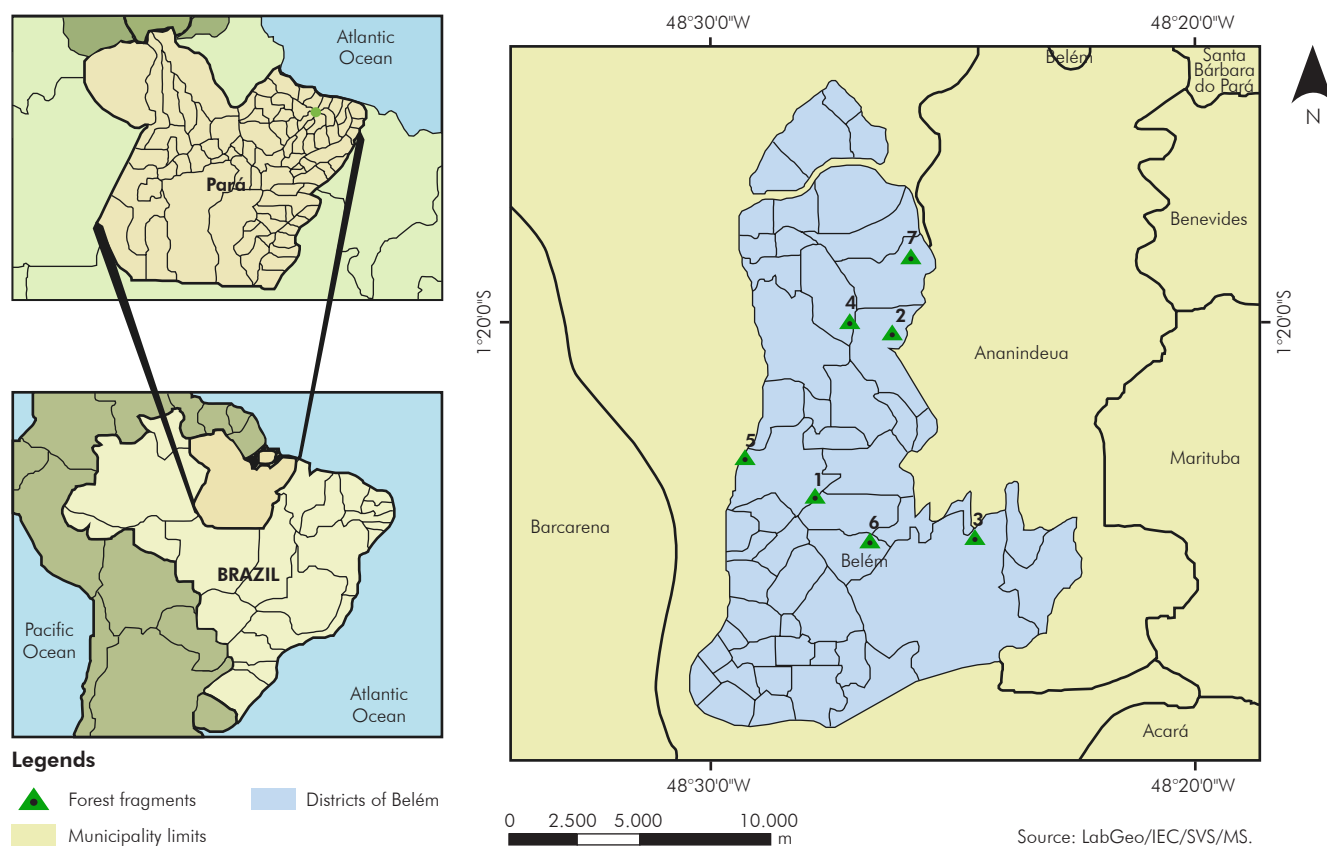 Atlantic
Ocean
Pará
BRAZIL
Pacific
Ocean
Atlantic
Ocean
48°30'0"W
48°20'0"W
Belém
Santa
Bárbara
do Pará
N
Benevides
7
4
2
1°20'0"S
1°20'0"S
Ananindeua
5
1
Marituba
Barcarena
6
3
Belém
Acará
48°30'0"W
48°20'0"W
Legends
Forest fragments
Districts of Belém
Municipality limits
0 2.500 5.000 10.000
m
Source: LabGeo/IEC/SVS/MS.